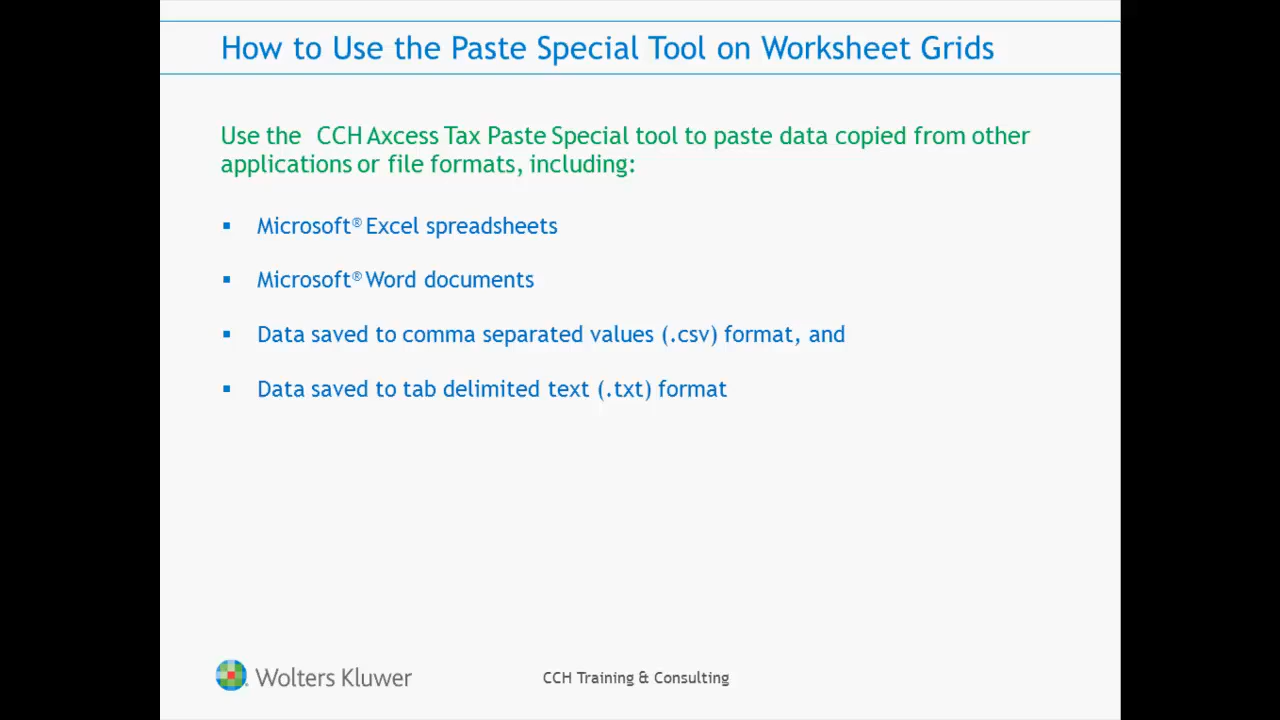 How to Use the Paste Special Tool on Worksheet Grids
Use the CCH Axcess Tax Paste Special tool to paste data copied from other
applications or file formats, including:
▪ Microsoft® Excel spreadsheets
▪ Microsoft® Word documents
▪ Data saved to comma separated values (.csv) format, and
▪ Data saved to tab delimited text (.txt) format
Wolters Kluwer
CCH Training & Consulting